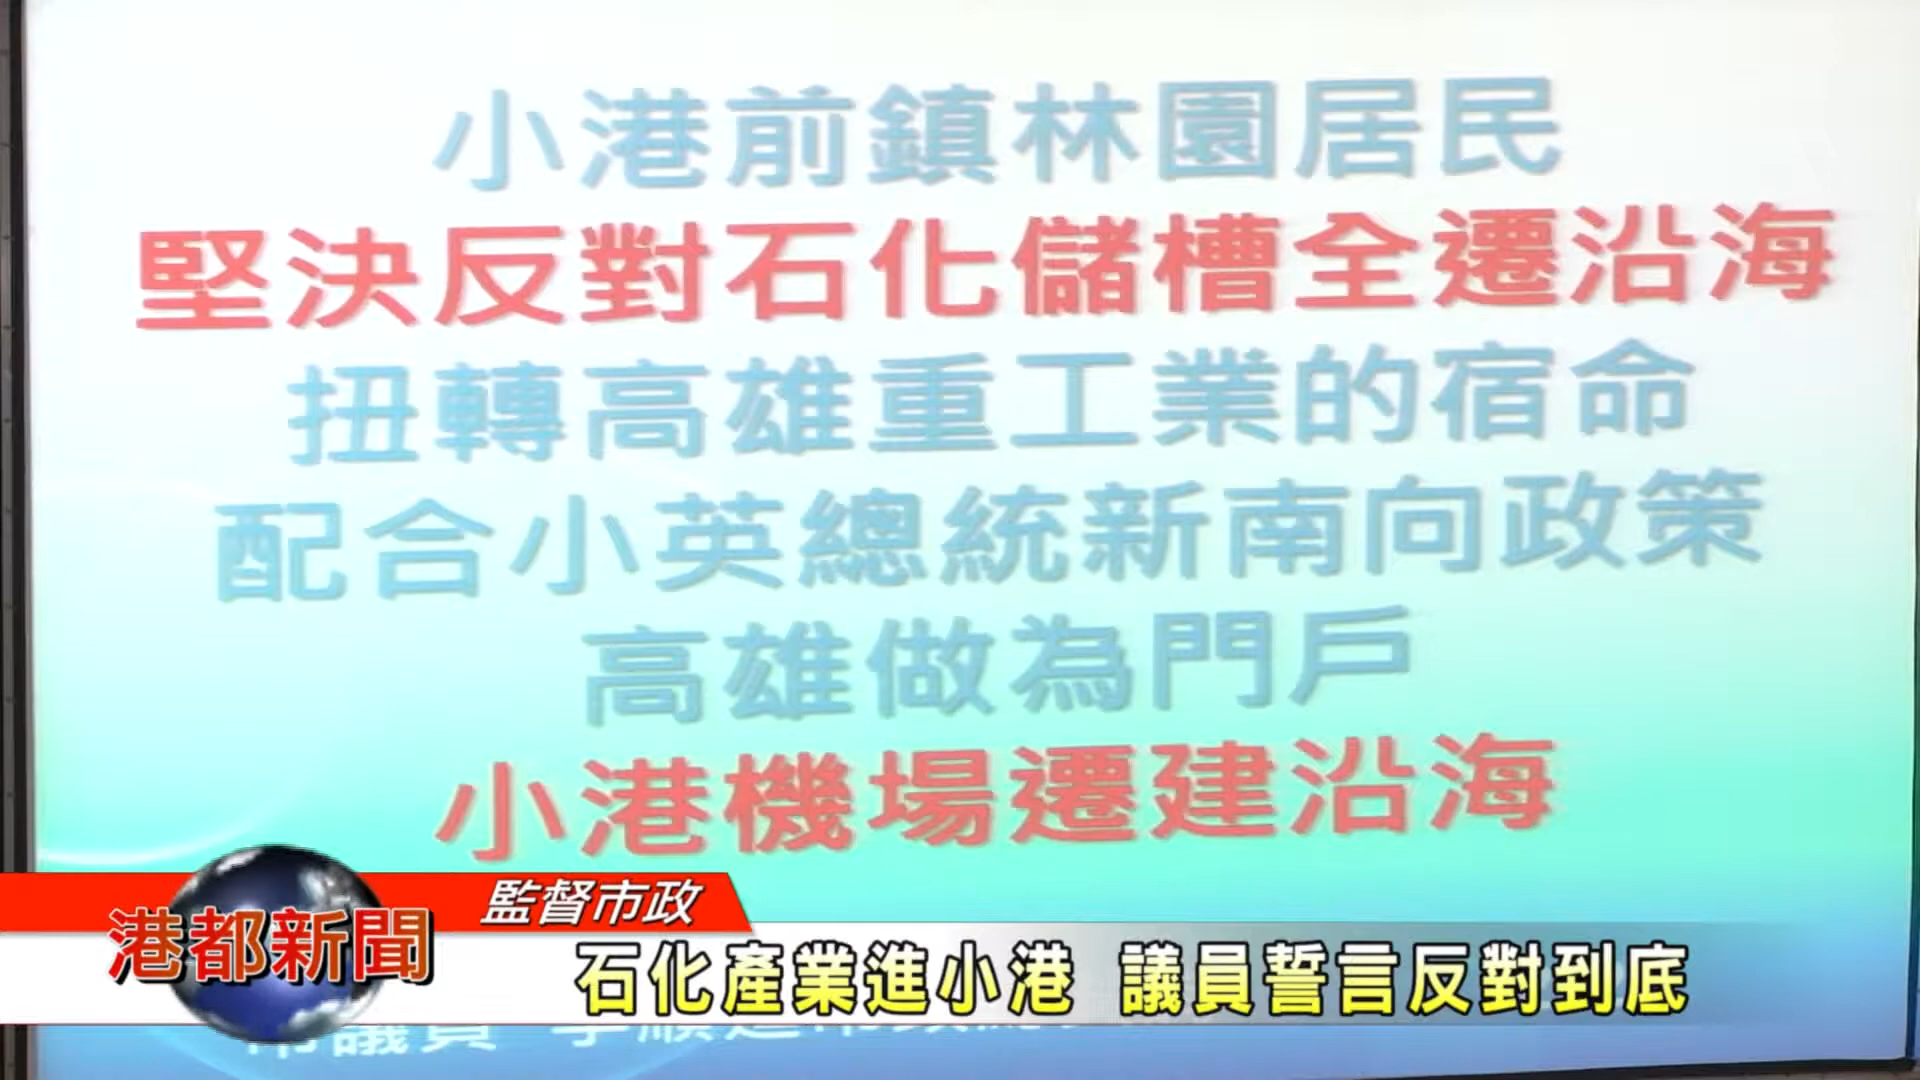 小港前鎮林園居民
堅決反對石化儲槽全遷沿海
扭轉高雄重工業的宿命
配合小英總統新南向政策
高雄做為門戶
小港機場遷建沿海
監督市政
港都新聞
石化產業進小港 議員誓言反對到底
市議員